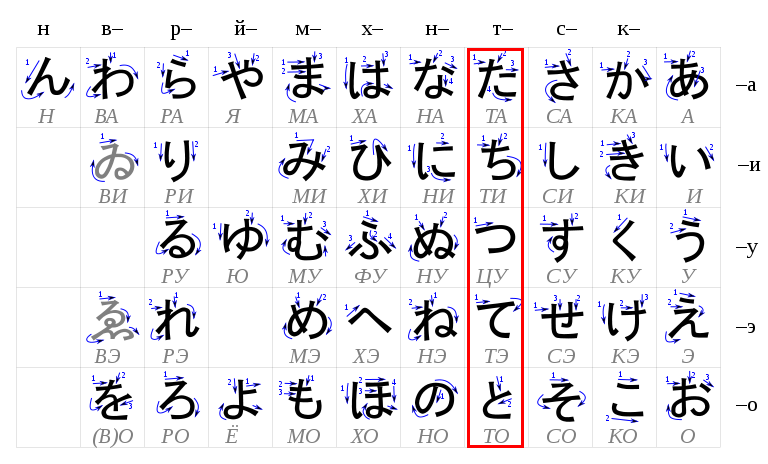 н в– р– й– м– х– н– т– с– к–
ん わ ら や ま は な た さ か あ –а
Н ВА РА Я МА ХА НА ТА СА КА А
ゐ り み ひ に ち し き い –и
ВИ РИ МИ ХИ НИ ТИ СИ КИ И
る ゆ む ふ ぬ つ す く う –у
РУ Ю МУ ФУ НУ ЦУ СУ КУ У
ゑ れ め へ ね て せ け え –э
ВЭ РЭ МЭ ХЭ НЭ ТЭ СЭ КЭ Э
を ろ よ も ほ の と そ こ お –о
(В)О РО Ё МО ХО НО ТО СО КО О